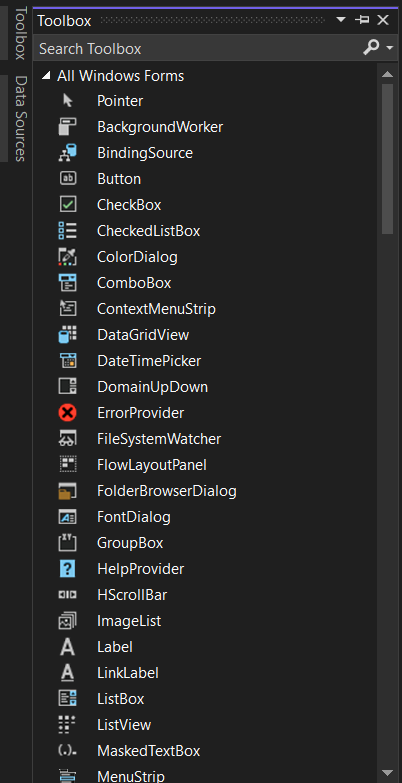 Toolbox
Data Sources
Toolbox
Search Toolbox
All Windows Forms
Pointer
BackgroundWorker
BindingSource
Button
CheckBox
CheckedListBox
ColorDialog
ComboBox
ContextMenuStrip
DataGridView
DateTimePicker
DomainUpDown
ErrorProvider
FileSystemWatcher
FlowLayoutPanel
FolderBrowserDialog
FontDialog
GroupBox
HelpProvider
HScrollBar
ImageList
Label
LinkLabel
ListBox
ListView
MaskedTextBox
MenuStrip